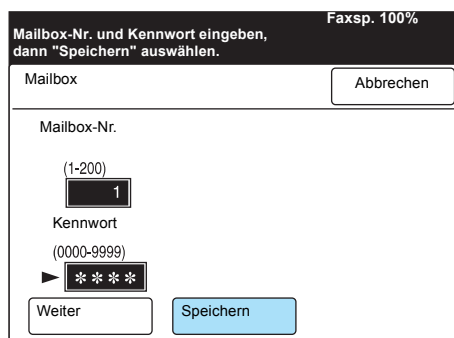 Faxsp. 100%
Mailbox-Nr. und Kennwort eingeben,
dann "Speichern" auswählen.
Mailbox
Abbrechen
Mailbox-Nr.
(1-200)
1
Kennwort
(0000-9999)
►
****
Weiter
Speichern